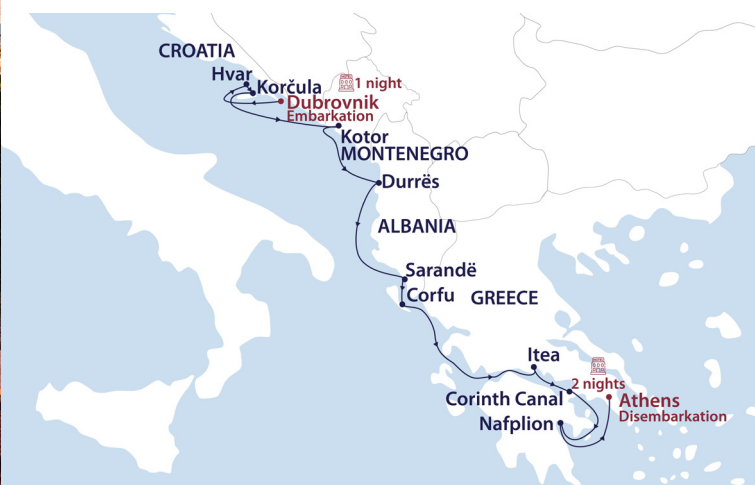 CROATIA
Hvar
Korčula
1 night
Dubrovnik
Embarkation
Kotor
MONTENEGRO
Durrës
ALBANIA
Sarandë
Corfu
GREECE
Itea
2 nights
Corinth Canal
Athens
Disembarkation
Nafplion